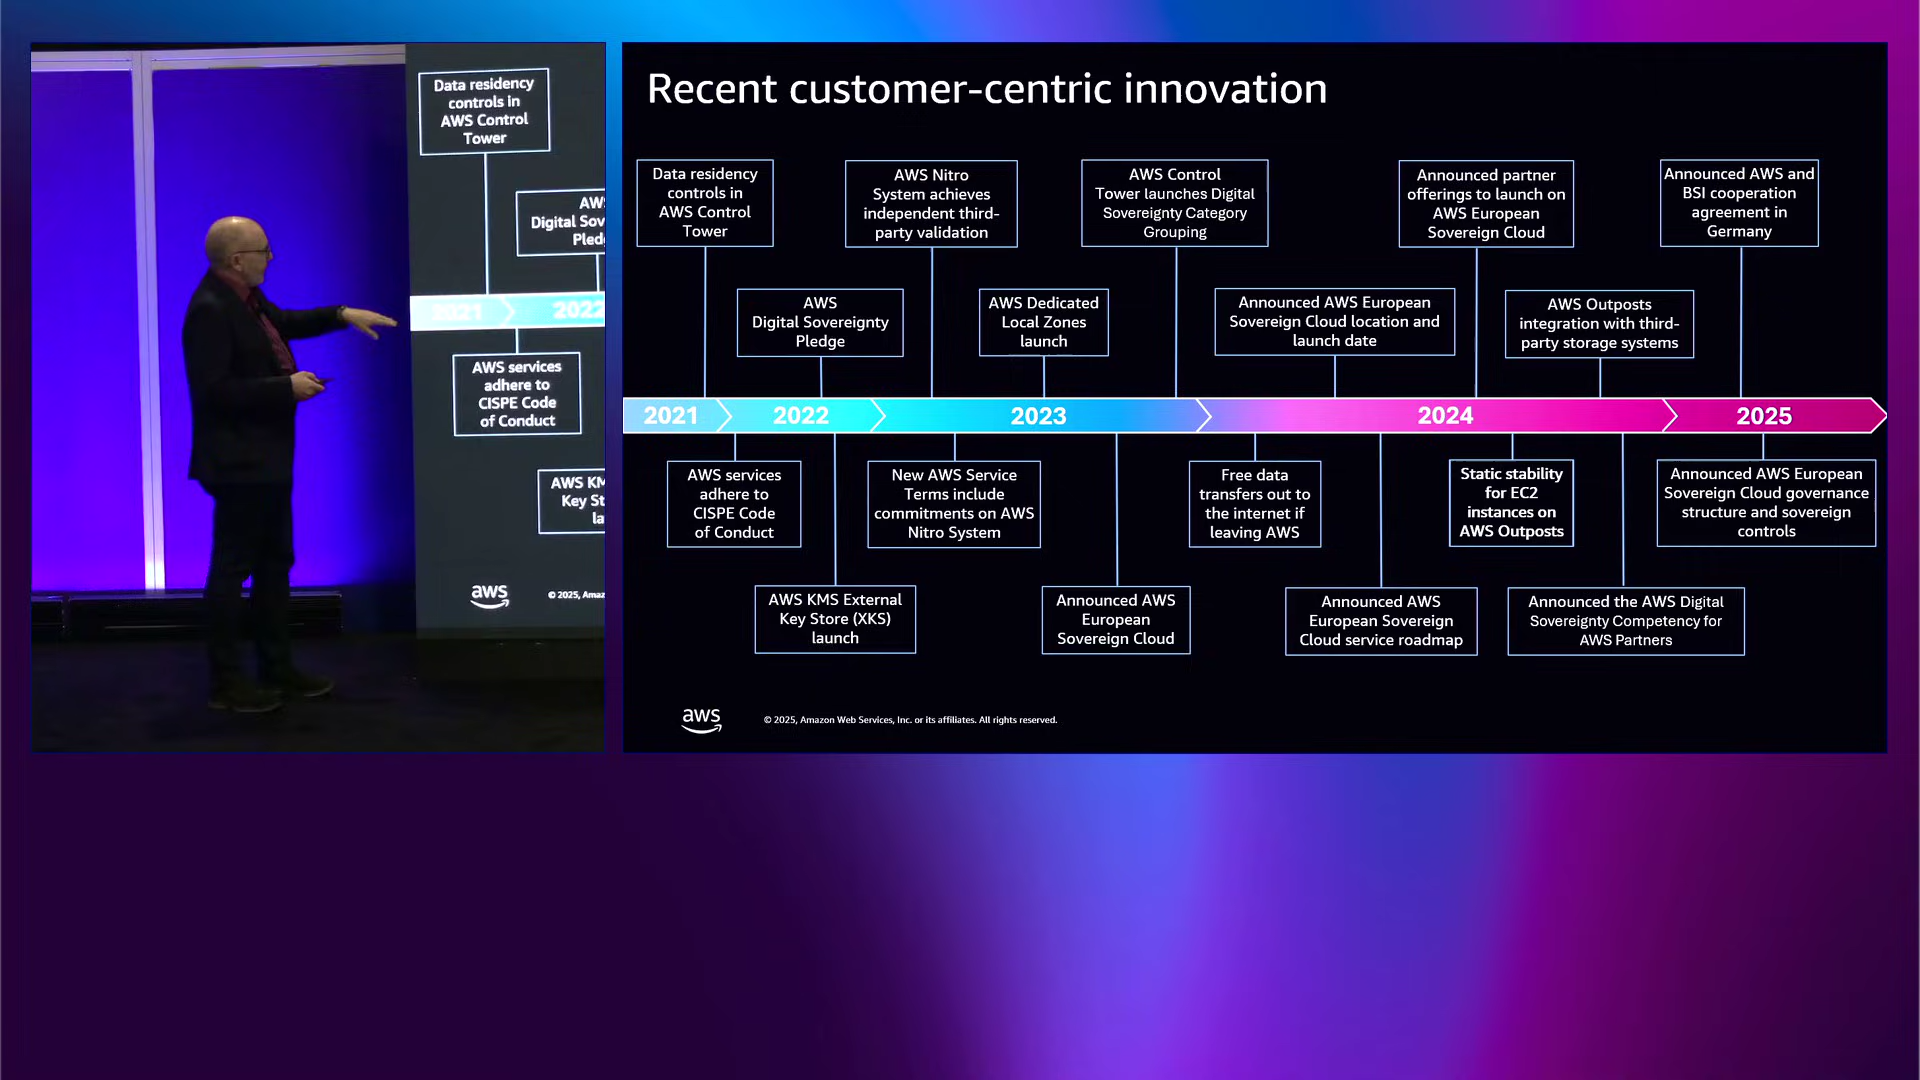 Data residency
controls in
AWS Control
Tower
AW
Digital Sov
Pled
2021
2022
AWS services
adhere to
CISPE Code
of Conduct
AWS KM
Key St
la
aws
© 2025, Amaz
Recent customer-centric innovation
Data residency
controls in
AWS Control
Tower
AWS Nitro
System achieves
independent third-
party validation
AWS Control
Tower launches Digital
Sovereignty Category
Grouping
Announced partner
offerings to launch on
AWS European
Sovereign Cloud
Announced AWS and
BSI cooperation
agreement in
Germany
AWS
Digital Sovereignty
Pledge
AWS Dedicated
Local Zones
launch
Announced AWS European
Sovereign Cloud location and
launch date
AWS Outposts
integration with third-
party storage systems
2021
2022
2023
2024
2025
AWS services
adhere to
CISPE Code
of Conduct
New AWS Service
Terms include
commitments on AWS
Nitro System
Free data
transfers out to
the internet if
leaving AWS
Static stability
for EC2
instances on
AWS Outposts
Announced AWS European
Sovereign Cloud governance
structure and sovereign
controls
AWS KMS External
Key Store (XKS)
launch
Announced AWS
European
Sovereign Cloud
Announced AWS
European Sovereign
Cloud service roadmap
Announced the AWS Digital
Sovereignty Competency for
AWS Partners
aws
© 2025, Amazon Web Services, Inc. or its affiliates. All rights reserved.